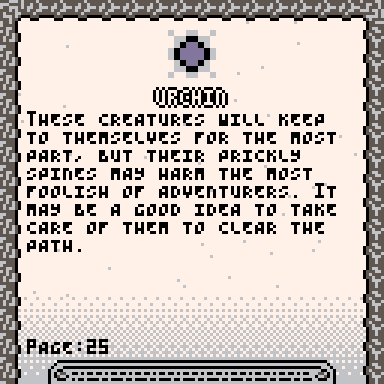 URCHIN
THESE CREATURES WILL KEEP
TO THEMSELVES FOR THE MOST
PART, BUT THEIR PRICKLY
SPINES MAY HARM THE MOST
FOOLISH OF ADVENTURERS. IT
MAY BE A GOOD IDEA TO TAKE
CARE OF THEM TO CLEAR THE
PATH.
PAGE:25